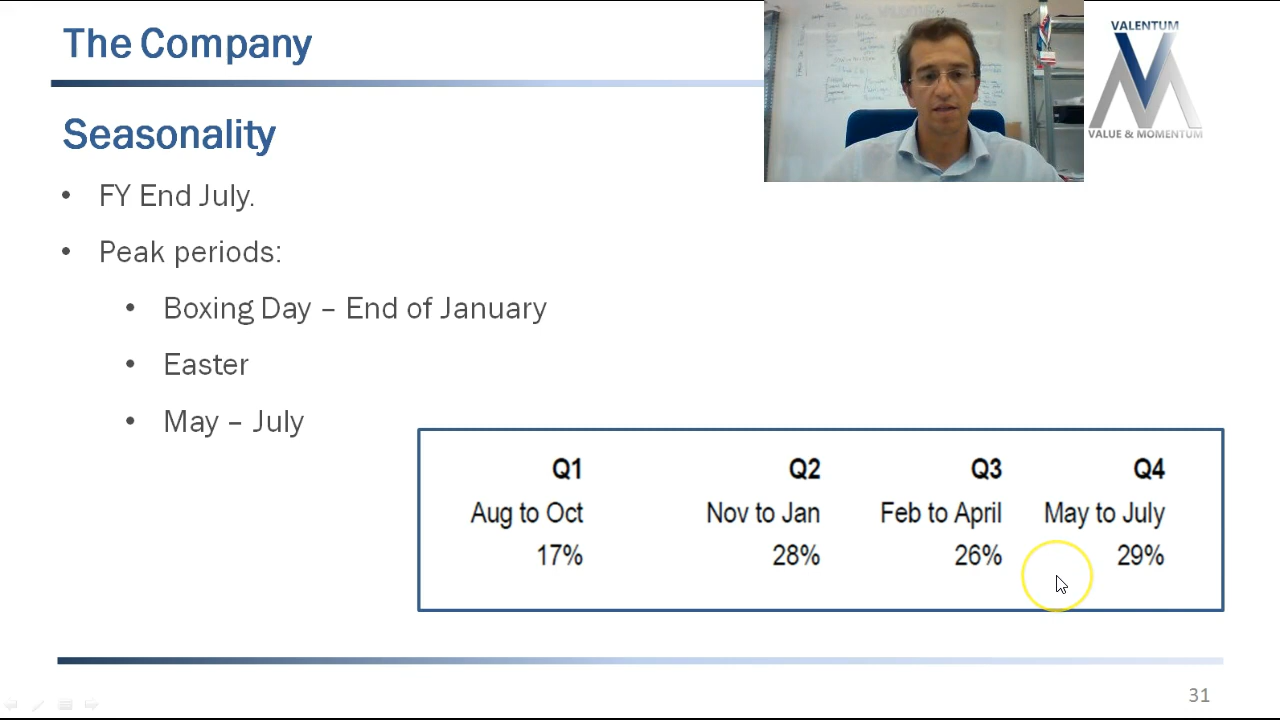 The Company
VALENTUM
VALUE & MOMENTUM
Seasonality
• FY End July.
• Peak periods:
• Boxing Day – End of January
• Easter
• May – July
Q1 Q2 Q3 Q4
Aug to Oct Nov to Jan Feb to April May to July
17% 28% 26% 29%
31